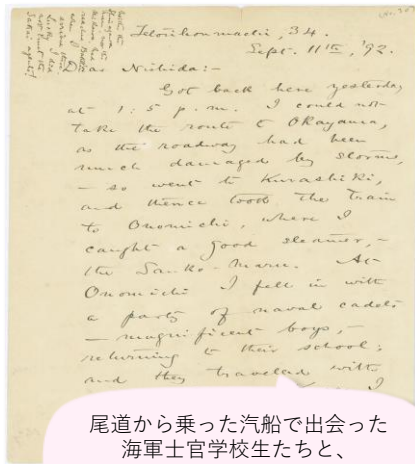 Tetorihonmachi, 34.
Sept. 11th, '92.
Dear Nishida:—
Got back here yesterday
at 1:5 p.m. I could not
take the route to Okayama,
as the roadway had been
much damaged by storms,
— so went to Kurashiki,
and thence took the train
to Onomichi, where I
caught a good steamer, —
the Sanko-Maru. At
Onomichi I fell in with
a party of naval cadets
— magnificent boys, —
returning to their school;
and they travelled with
I
尾道から乗った汽船で出会った
海軍士官学校生たちと、